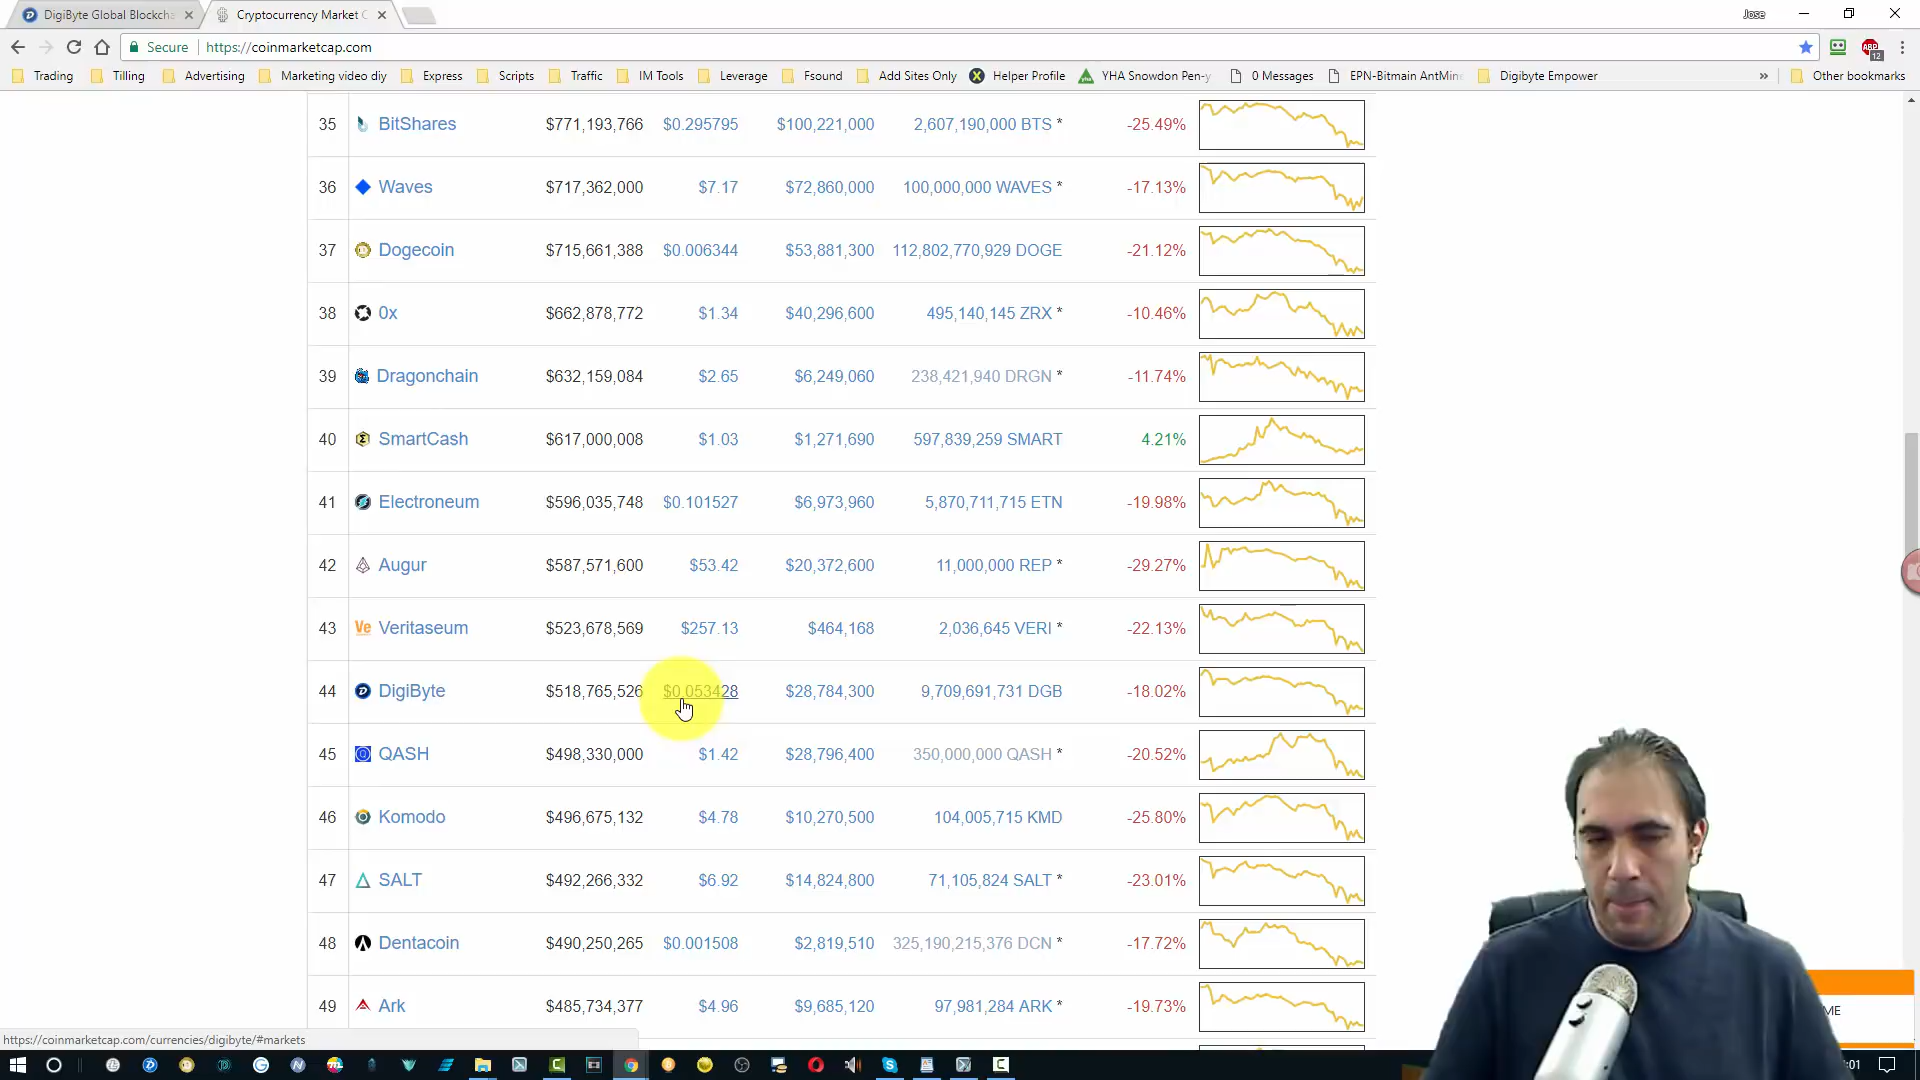 DigiByte Global Blockcha
Cryptocurrency Market C
Jose
Secure https://coinmarketcap.com
ABP 12
Trading Tilling Advertising Marketing video diy Express Scripts Traffic IM Tools Leverage Fsound Add Sites Only Helper Profile YHA Snowdon Pen-y 0 Messages EPN-Bitmain AntMin Digibyte Empower » Other bookmarks
35 BitShares $771,193,766 $0.295795 $100,221,000 2,607,190,000 BTS * -25.49%
36 Waves $717,362,000 $7.17 $72,860,000 100,000,000 WAVES * -17.13%
37 Dogecoin $715,661,388 $0.006344 $53,881,300 112,802,770,929 DOGE -21.12%
38 0x $662,878,772 $1.34 $40,296,600 495,140,145 ZRX * -10.46%
39 Dragonchain $632,159,084 $2.65 $6,249,060 238,421,940 DRGN * -11.74%
40 SmartCash $617,000,008 $1.03 $1,271,690 597,839,259 SMART 4.21%
41 Electroneum $596,035,748 $0.101527 $6,973,960 5,870,711,715 ETN -19.98%
42 Augur $587,571,600 $53.42 $20,372,600 11,000,000 REP * -29.27%
43 Ve Veritaseum $523,678,569 $257.13 $464,168 2,036,645 VERI * -22.13%
44 DigiByte $518,765,526 $0.053428 $28,784,300 9,709,691,731 DGB -18.02%
45 QASH $498,330,000 $1.42 $28,796,400 350,000,000 QASH * -20.52%
46 Komodo $496,675,132 $4.78 $10,270,500 104,005,715 KMD -25.80%
47 SALT $492,266,332 $6.92 $14,824,800 71,105,824 SALT * -23.01%
48 Dentacoin $490,250,265 $0.001508 $2,819,510 325,190,215,376 DCN * -17.72%
49 Ark $485,734,377 $4.96 $9,685,120 97,981,284 ARK * -19.73%
ME
https://coinmarketcap.com/currencies/digibyte/#markets
:01